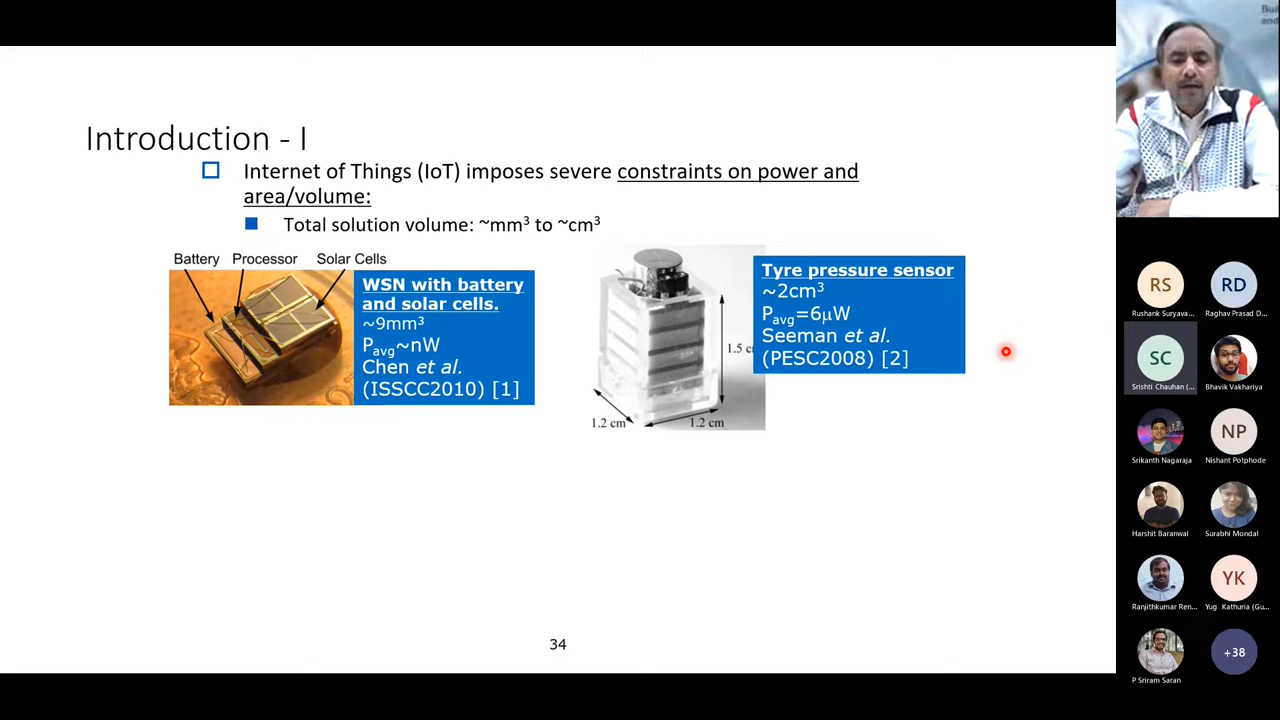 Introduction - I
Internet of Things (IoT) imposes severe constraints on power and
area/volume:
Total solution volume: ~mm³ to ~cm³
Battery Processor Solar Cells
WSN with battery
and solar cells.
~9mm³
Pavg~nW
Chen et al.
(ISSCC2010) [1]
1.5 c
1.2 cm
1.2 cm
Tyre pressure sensor
~2cm³
Pavg=6μW
Seeman et al.
(PESC2008) [2]
34
and
RS
Rushank Suryava...
RD
Raghav Prasad D...
SC
Srishti Chauhan (...
Bhavik Vakhariya
Srikanth Nagaraja
NP
Nishant Potphode
Harshit Baranwal
Surabhi Mondal
Ranjithkumar Ren...
YK
Yug Kathuria (Gu...
P Sriram Saran
+38